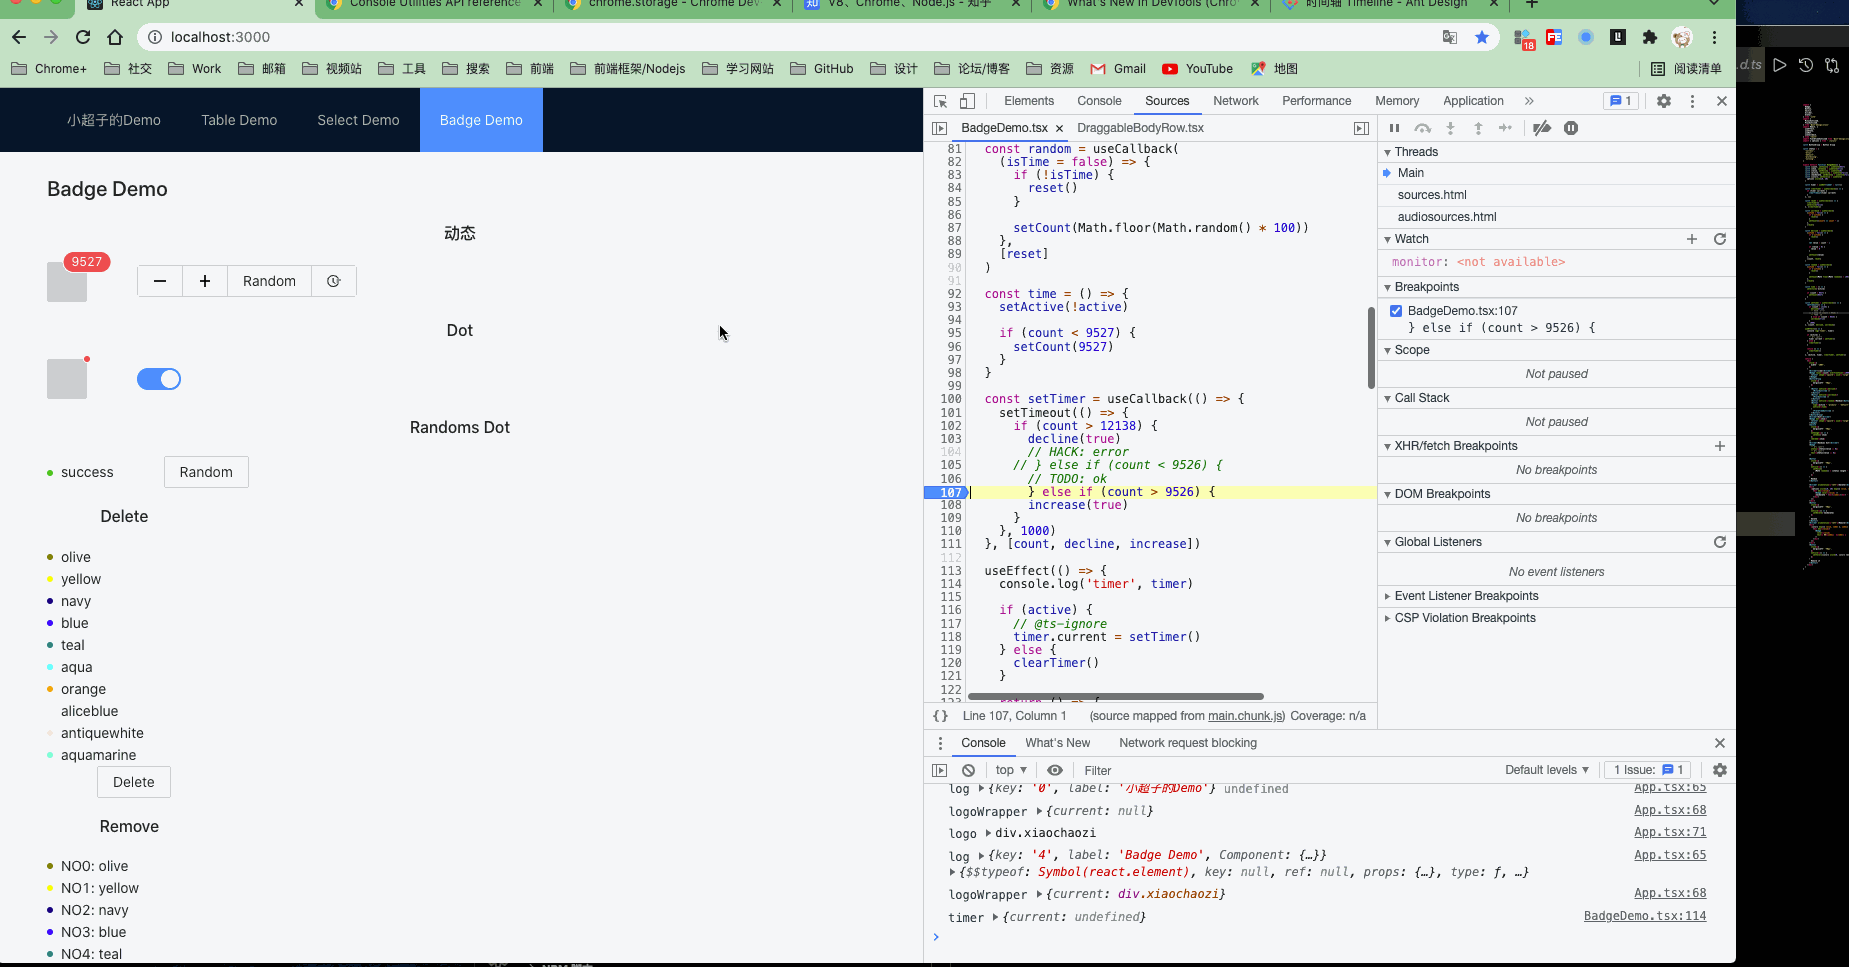 React App
Console Utilities API reference
chrome.storage - Chrome Dev
V8、Chrome、Node.js - 知乎
What's New in DevTools (Chro
时间轴 Timeline - Ant Design
localhost:3000
18
.d.ts
Chrome+
社交
Work
邮箱
视频站
工具
搜索
前端
前端框架/Nodejs
学习网站
GitHub
设计
论坛/博客
资源
Gmail
YouTube
地图
阅读清单
小超子的Demo
Table Demo
Select Demo
Badge Demo
Badge Demo
动态
9527
Random
Dot
Randoms Dot
success
Random
Delete
olive
yellow
navy
blue
teal
aqua
orange
aliceblue
antiquewhite
aquamarine
Delete
Remove
NO0: olive
NO1: yellow
NO2: navy
NO3: blue
NO4: teal
Elements
Console
Sources
Network
Performance
Memory
Application
»
1
BadgeDemo.tsx ×
DraggableBodyRow.tsx
81 const random = useCallback(
82 (isTime = false) => {
83 if (!isTime) {
84 reset()
85 }
86
87 setCount(Math.floor(Math.random() * 100))
88 },
89 [reset]
90 )
91
92 const time = () => {
93 setActive(!active)
94
95 if (count < 9527) {
96 setCount(9527)
97 }
98 }
99
100 const setTimer = useCallback(() => {
101 setTimeout(() => {
102 if (count > 12138) {
103 decline(true)
104 // HACK: error
105 // } else if (count < 9526) {
106 // TODO: ok
107 } else if (count > 9526) {
108 increase(true)
109 }
110 }, 1000)
111 }, [count, decline, increase])
112
113 useEffect(() => {
114 console.log('timer', timer)
115
116 if (active) {
117 // @ts-ignore
118 timer.current = setTimer()
119 } else {
120 clearTimer()
121 }
122
123 return () => {
{} Line 107, Column 1 (source mapped from main.chunk.js) Coverage: n/a
Threads
Main
sources.html
audiosources.html
Watch
monitor: <not available>
Breakpoints
BadgeDemo.tsx:107
} else if (count > 9526) {
Scope
Not paused
Call Stack
Not paused
XHR/fetch Breakpoints
No breakpoints
DOM Breakpoints
No breakpoints
Global Listeners
No event listeners
Event Listener Breakpoints
CSP Violation Breakpoints
Console
What's New
Network request blocking
top
Filter
Default levels
1 Issue: 1
log {key: '0', label: '小超子的Demo'} undefined App.tsx:65
logoWrapper {current: null} App.tsx:68
logo div.xiaochaozi App.tsx:71
log {key: '4', label: 'Badge Demo', Component: {…}} App.tsx:65
{$$typeof: Symbol(react.element), key: null, ref: null, props: {…}, type: ƒ, …}
logoWrapper {current: div.xiaochaozi} App.tsx:68
timer {current: undefined} BadgeDemo.tsx:114